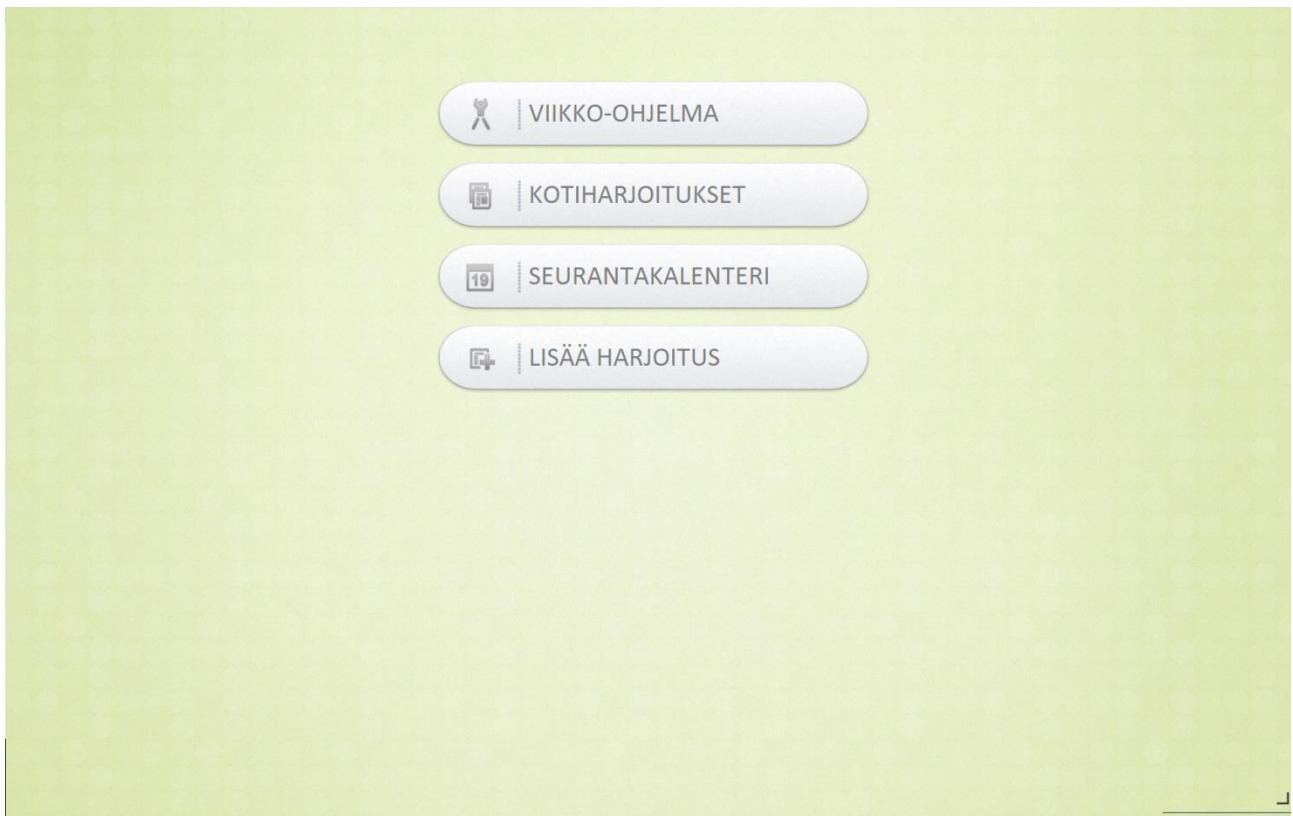 VIIKKO-OHJELMA
KOTIHARJOITUKSET
19
SEURANTAKALENTERI
LISÄÄ HARJOITUS